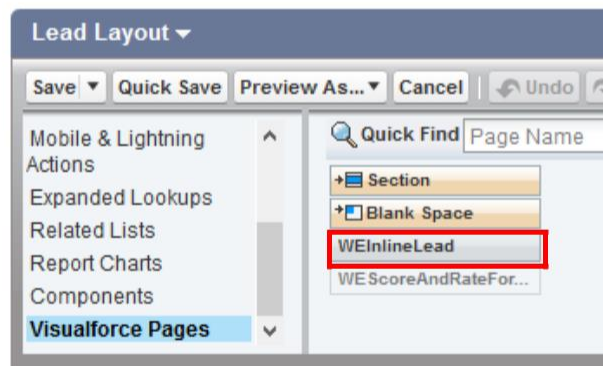 Lead Layout
Save Quick Save Preview As... Cancel Undo
Mobile & Lightning
Actions
Expanded Lookups
Related Lists
Report Charts
Components
Visualforce Pages
Quick Find Page Name
Section
Blank Space
WEInlineLead
WEScoreAndRateFor...